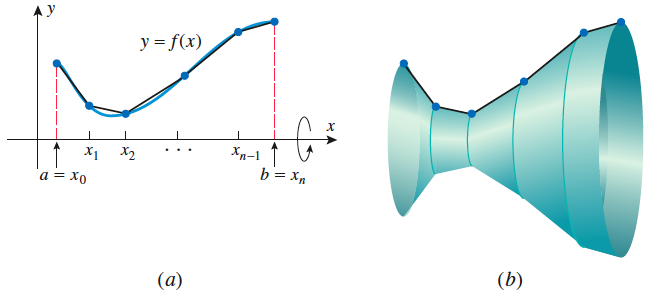 y
y = f(x)
x
x₁ x₂ · · · xₙ₋₁
a = x₀ b = xₙ
(a) (b)